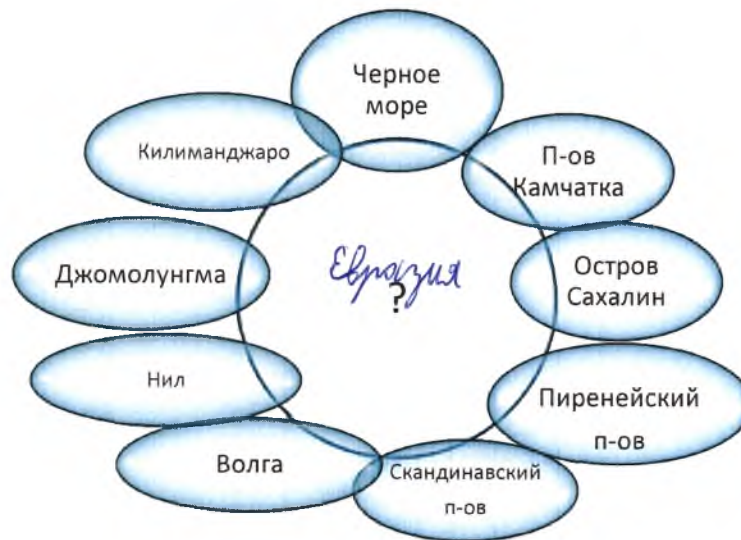 Черное
море
П-ов
Камчатка
Остров
Сахалин
Пиренейский
п-ов
Скандинавский
п-ов
Волга
Нил
Джомолунгма
Килиманджаро
Евразия
?